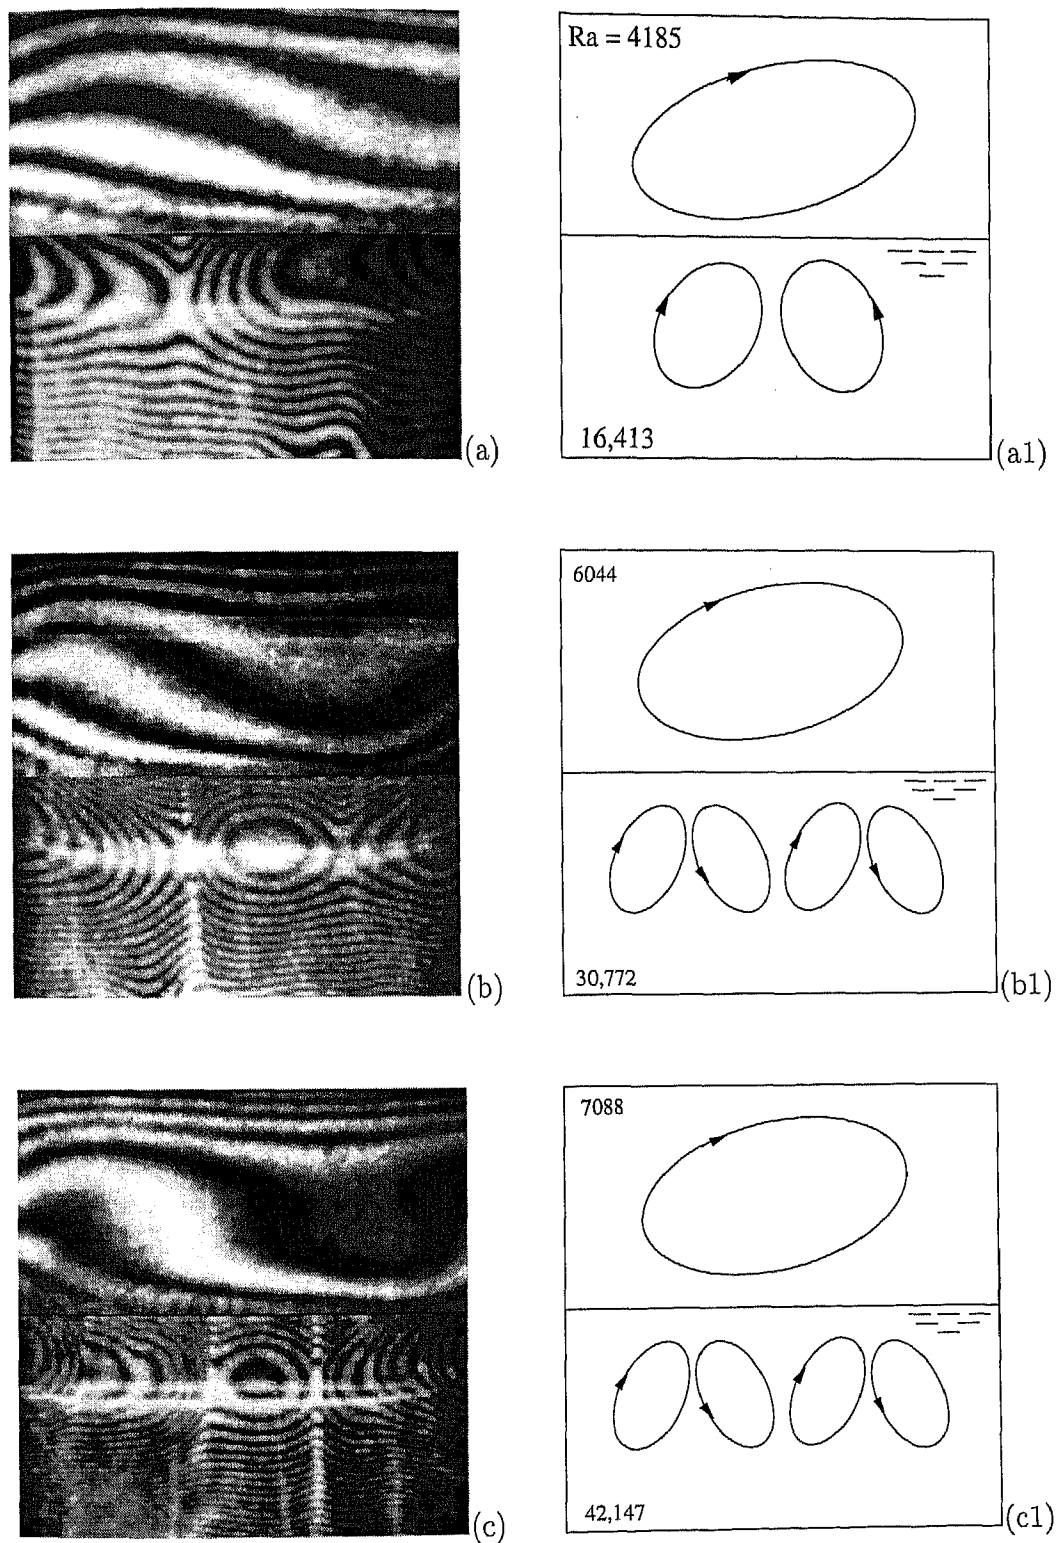 Ra = 4185
16,413
(a)
(a1)
6044
30,772
(b)
(b1)
7088
42,147
(c)
(c1)